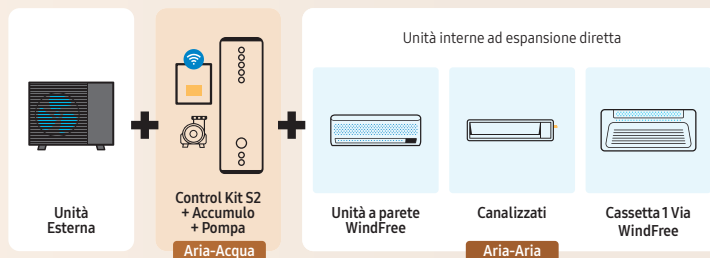 Unità interne ad espansione diretta
Unità
Esterna
Control Kit S2
+ Accumulo
+ Pompa
Unità a parete
WindFree
Canalizzati
Cassetta 1 Via
WindFree
Aria-Acqua
Aria-Aria